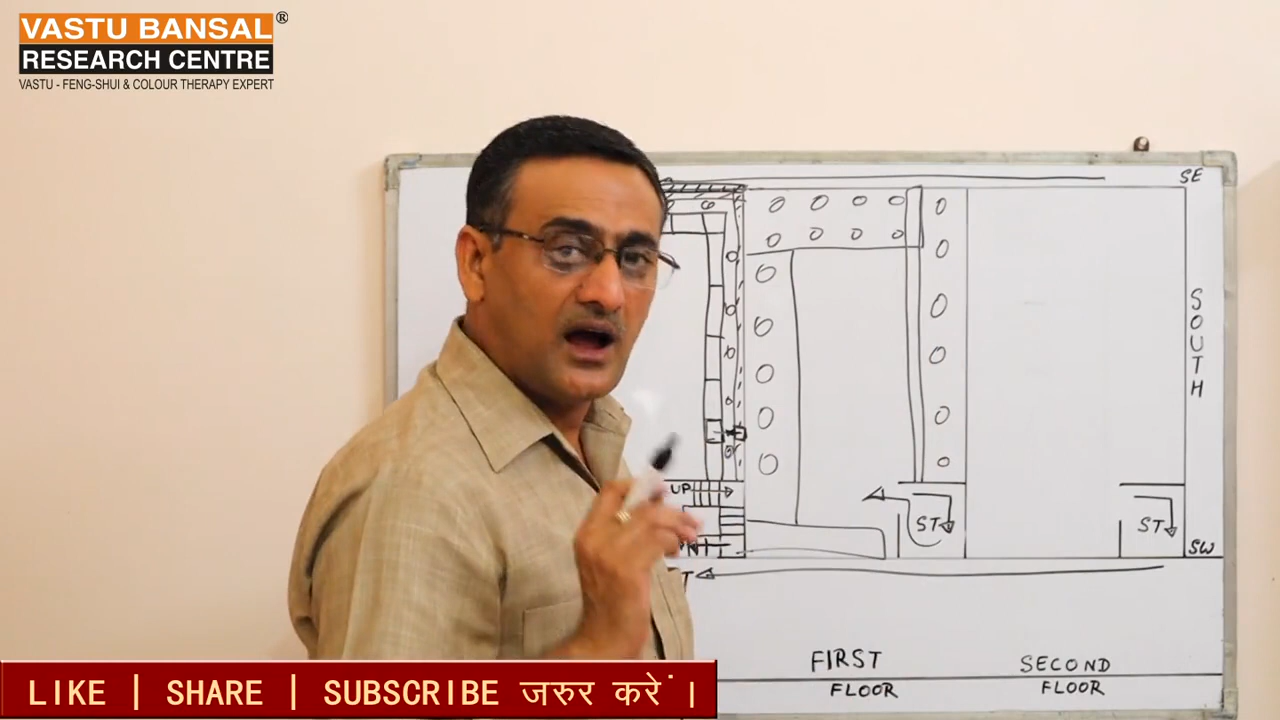 VASTU BANSAL®
RESEARCH CENTRE
VASTU - FENG-SHUI & COLOUR THERAPY EXPERT
SE
SOUTH
UP
ST
ST
SW
T
FIRST
FLOOR
SECOND
FLOOR
LIKE | SHARE | SUBSCRIBE जरुर करें।